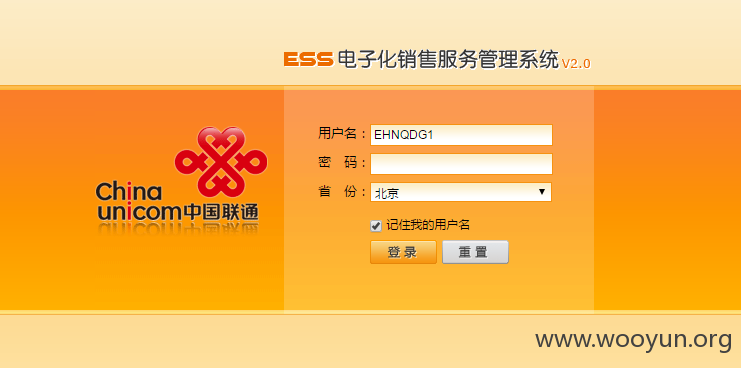 ESS 电子化销售服务管理系统 V2.0
China
unicom中国联通
用户名：EHNQDG1
密 码：
省 份：北京
记住我的用户名
登 录 重 置
www.wooyun.org